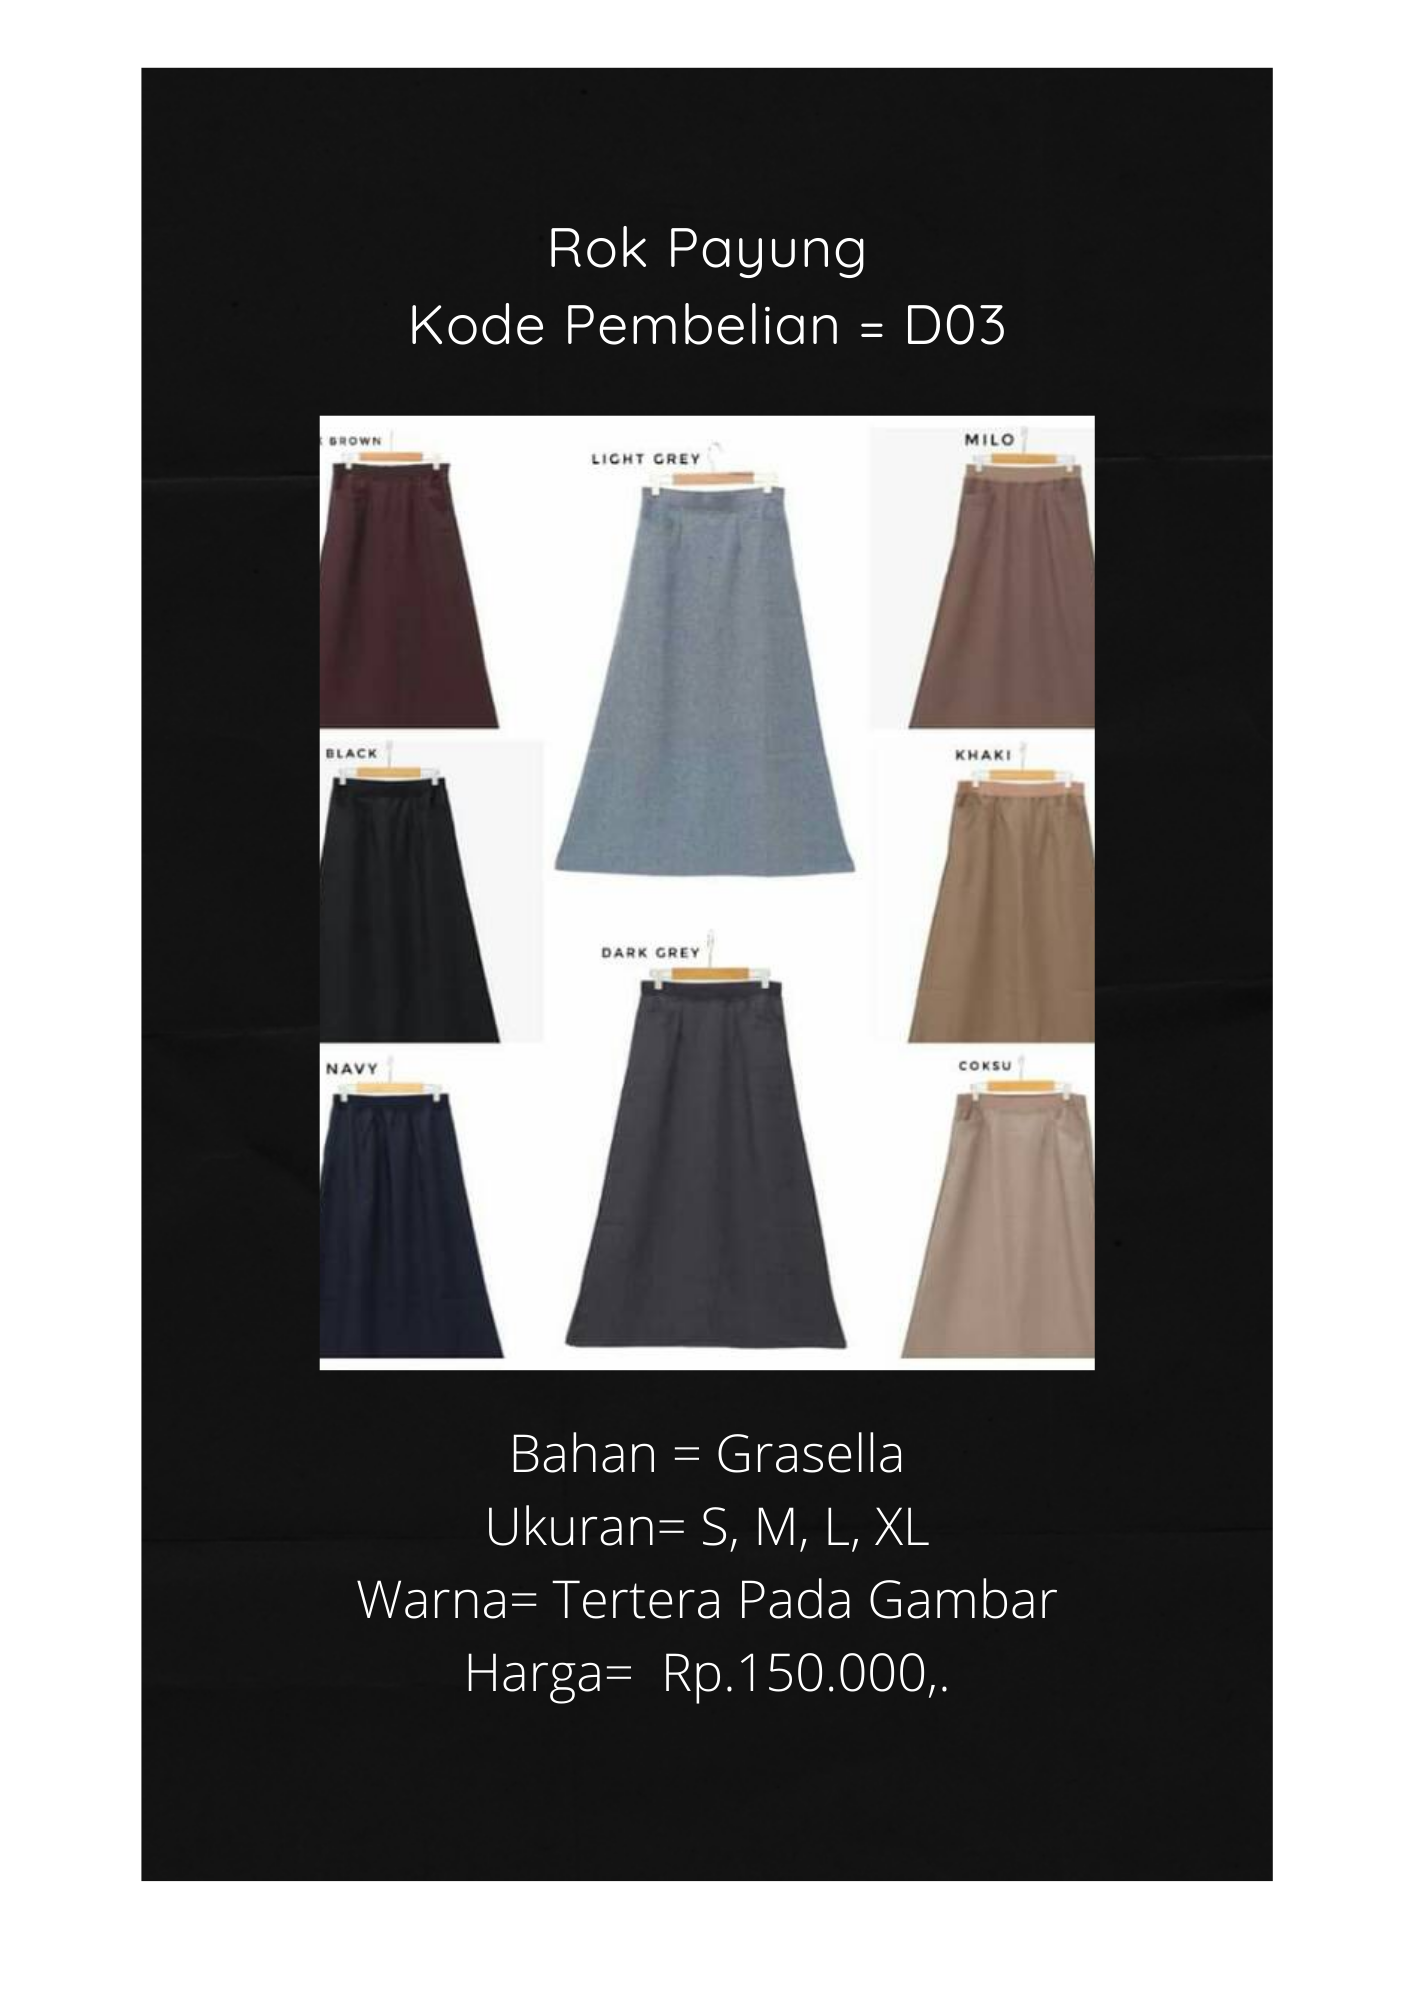 Rok Payung
Kode Pembelian = D03
BROWN
LIGHT GREY
MILO
BLACK
KHAKI
DARK GREY
NAVY
COKSU
Bahan = Grasella
Ukuran= S, M, L, XL
Warna= Tertera Pada Gambar
Harga= Rp.150.000,.